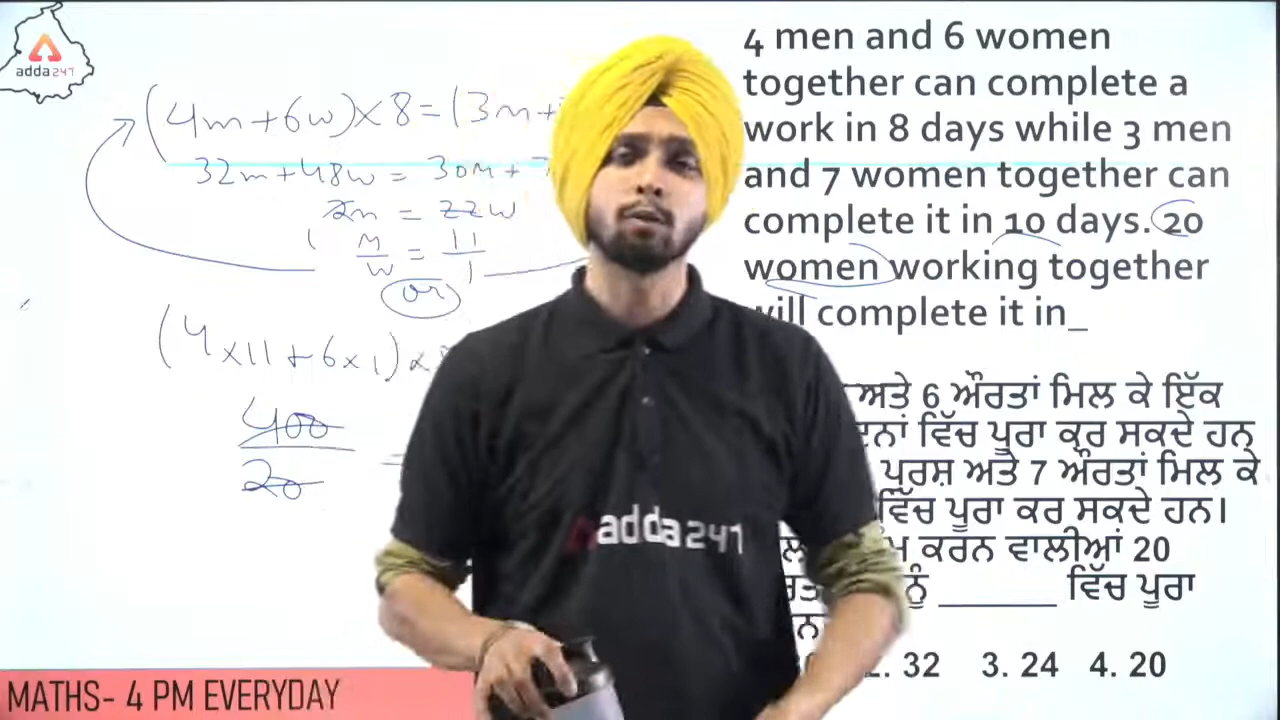 adda247
(4m+6w)×8=(3m+
32m+48w = 30m+7
2m = 22w
m/w = 11/1
or
(4×11+6×1)×
400
20
=
4 men and 6 women
together can complete a
work in 8 days while 3 men
and 7 women together can
complete it in 10 days. 20
women working together
will complete it in_
ਅਤੇ 6 ਔਰਤਾਂ ਮਿਲ ਕੇ ਇੱਕ
ਵਿੱਚ ਪੂਰਾ ਕਰ ਸਕਦੇ ਹਨ
ਪੁਰਸ਼ ਅਤੇ 7 ਔਰਤਾਂ ਮਿਲ ਕੇ
ਵਿੱਚ ਪੂਰਾ ਕਰ ਸਕਦੇ ਹਨ।
ਕਰਨ ਵਾਲੀਆਂ 20
ਨੂੰ ______ ਵਿੱਚ ਪੂਰਾ
32 3. 24 4. 20
adda247
MATHS- 4 PM EVERYDAY